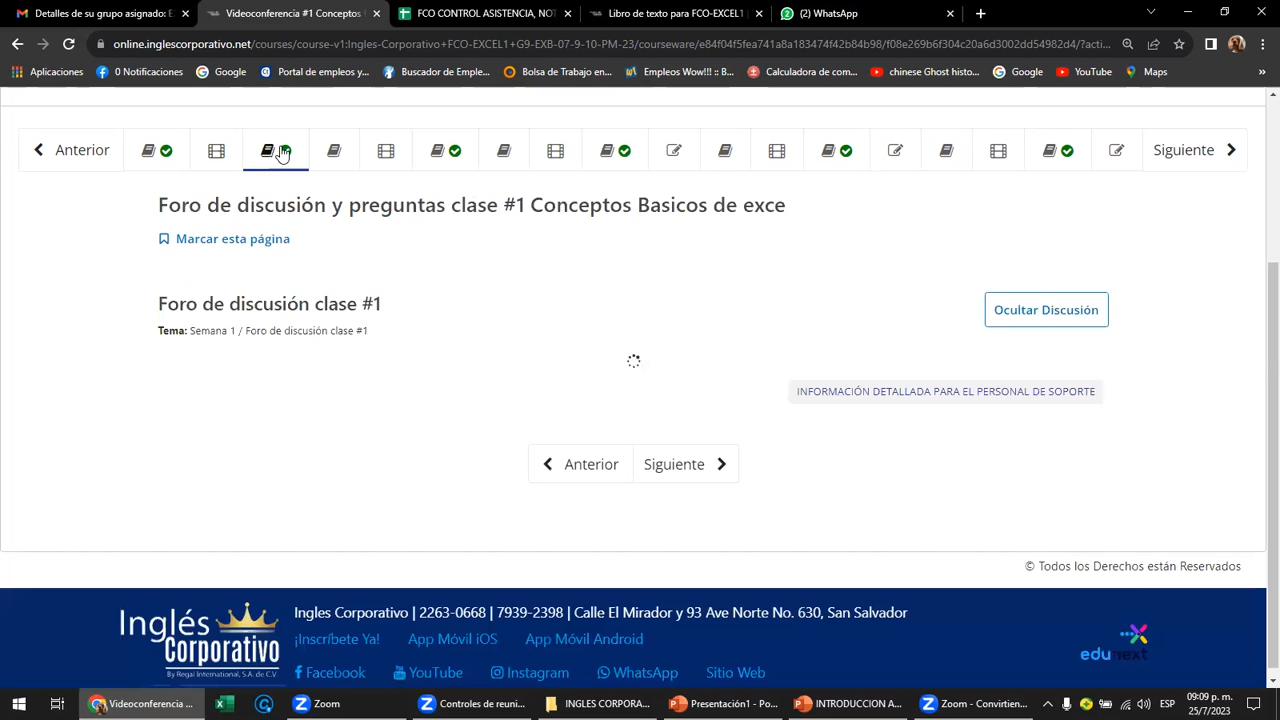 Detalles de su grupo asignado: E
Videoconferencia #1 Conceptos
FCO CONTROL ASISTENCIA, NOT
Libro de texto para FCO-EXCEL1
(2) WhatsApp
online.inglescorporativo.net/courses/course-v1:Ingles-Corporativo+FCO-EXCEL1+G9-EXB-07-9-10-PM-23/courseware/e84f04f5fea741a8a183474f42b84b98/f08e269b6f304c20a6d3002dd54982d4/?acti...
Aplicaciones
0 Notificaciones
Google
Portal de empleos y...
Buscador de Emple...
Bolsa de Trabajo en...
Empleos Wow!!! :: B...
Calculadora de com...
chinese Ghost histo...
Google
YouTube
Maps
Anterior
Siguiente
Foro de discusión y preguntas clase #1 Conceptos Basicos de exce
Marcar esta página
Foro de discusión clase #1
Ocultar Discusión
Tema: Semana 1 / Foro de discusión clase #1
INFORMACIÓN DETALLADA PARA EL PERSONAL DE SOPORTE
Anterior
Siguiente
© Todos los Derechos están Reservados
Inglés Corporativo
By Regal International, S.A. de C.V
Ingles Corporativo | 2263-0668 | 7939-2398 | Calle El Mirador y 93 Ave Norte No. 630, San Salvador
¡Inscríbete Ya!
App Móvil iOS
App Móvil Android
edunext
Facebook
YouTube
Instagram
WhatsApp
Sitio Web
Videoconferencia ...
Zoom
Controles de reuni...
INGLES CORPORA...
Presentación1 - Po...
INTRODUCCION A...
Zoom - Convirtien...
ESP
09:09 p. m.
25/7/2023